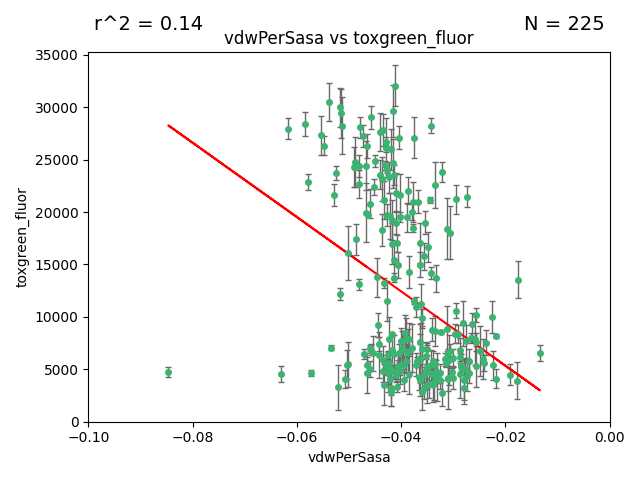 r^2 = 0.14
N = 225
vdwPerSasa vs toxgreen_fluor
35000
30000
25000
20000
15000
10000
5000
0
toxgreen_fluor
−0.10
−0.08
−0.06
−0.04
−0.02
0.00
vdwPerSasa